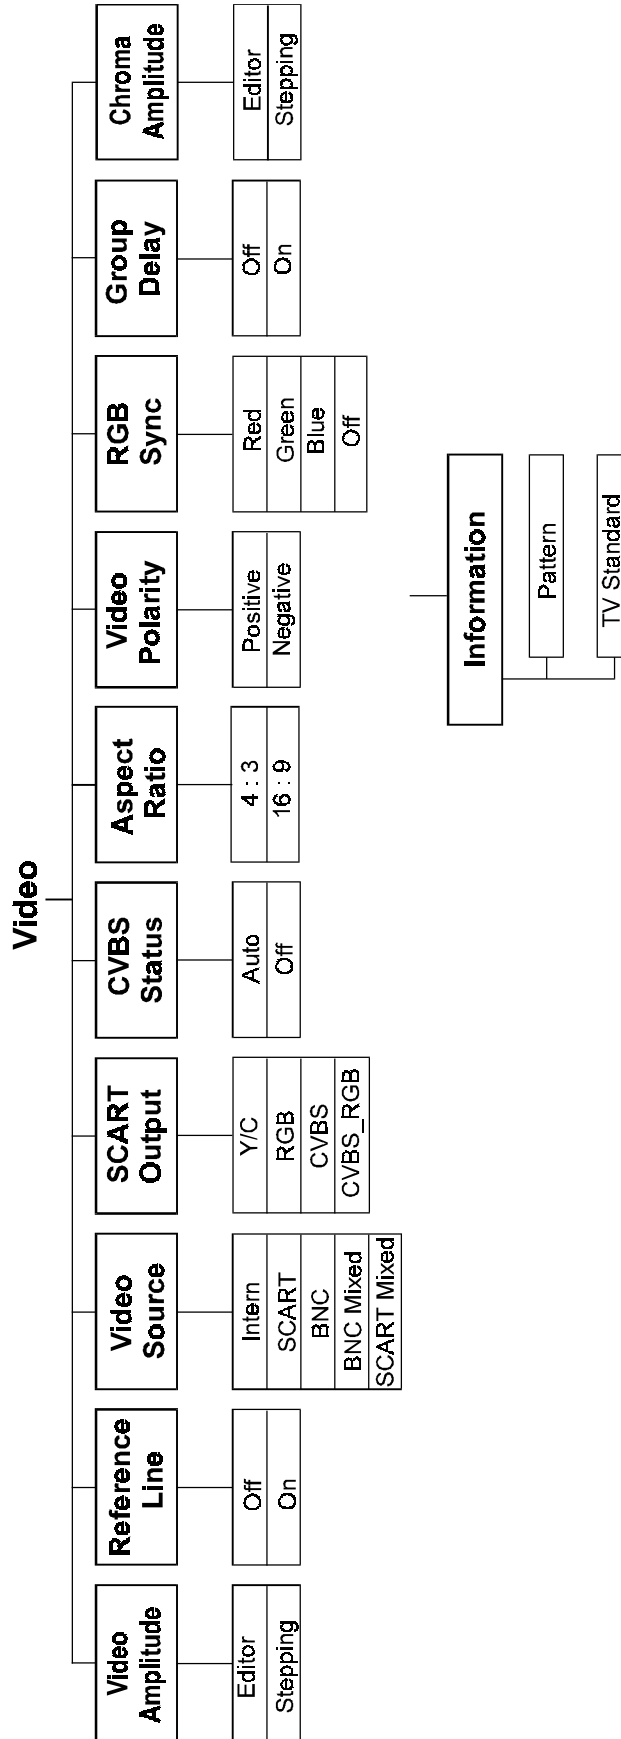 Video
Video
Amplitude
Editor
Stepping
Reference
Line
Off
On
Video
Source
Intern
SCART
BNC
BNC Mixed
SCART Mixed
SCART
Output
Y/C
RGB
CVBS
CVBS_RGB
CVBS
Status
Auto
Off
Aspect
Ratio
4 : 3
16 : 9
Video
Polarity
Positive
Negative
RGB
Sync
Red
Green
Blue
Off
Group
Delay
Off
On
Chroma
Amplitude
Editor
Stepping
Information
Pattern
TV Standard